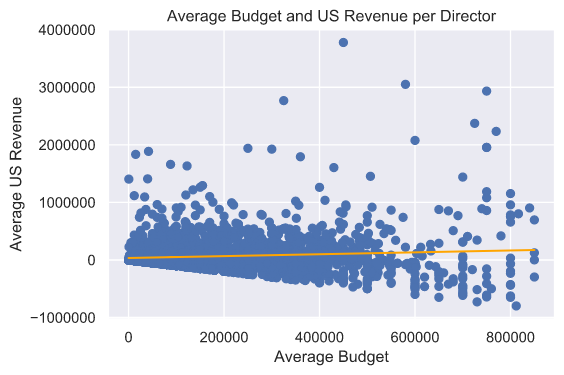 Average Budget and US Revenue per Director
4000000
3000000
2000000
1000000
0
−1000000
Average US Revenue
0 200000 400000 600000 800000
Average Budget